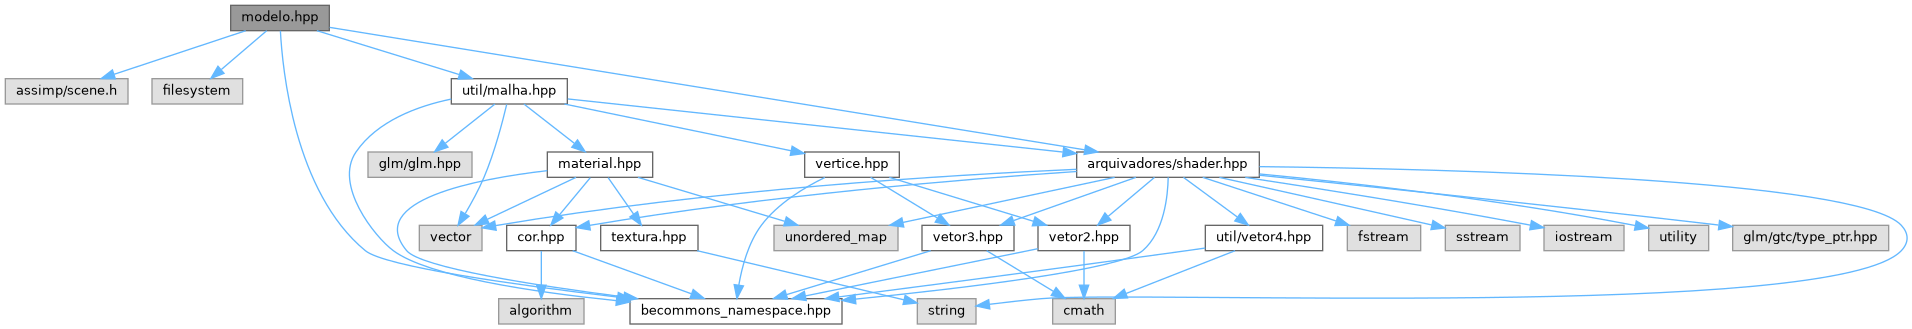 modelo.hpp
assimp/scene.h
filesystem
util/malha.hpp
glm/glm.hpp
material.hpp
vertice.hpp
arquivadores/shader.hpp
vector
cor.hpp
textura.hpp
unordered_map
vetor3.hpp
vetor2.hpp
util/vetor4.hpp
fstream
sstream
iostream
utility
glm/gtc/type_ptr.hpp
algorithm
becommons_namespace.hpp
string
cmath